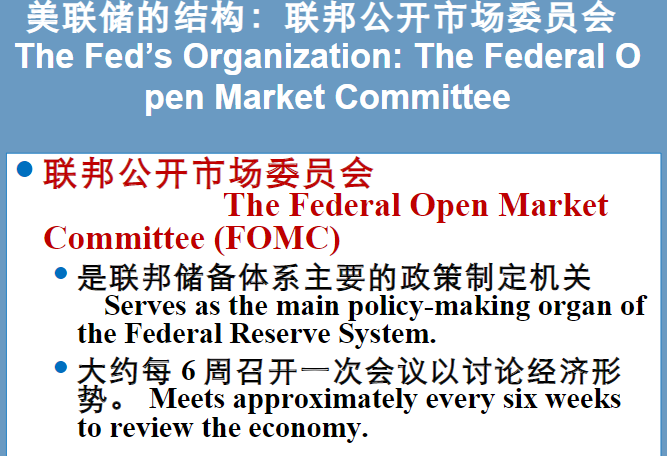 美联储的结构：联邦公开市场委员会
The Fed’s Organization: The Federal O
pen Market Committee
联邦公开市场委员会
The Federal Open Market
Committee (FOMC)
是联邦储备体系主要的政策制定机关
Serves as the main policy-making organ of
the Federal Reserve System.
大约每 6 周召开一次会议以讨论经济形
势。 Meets approximately every six weeks
to review the economy.